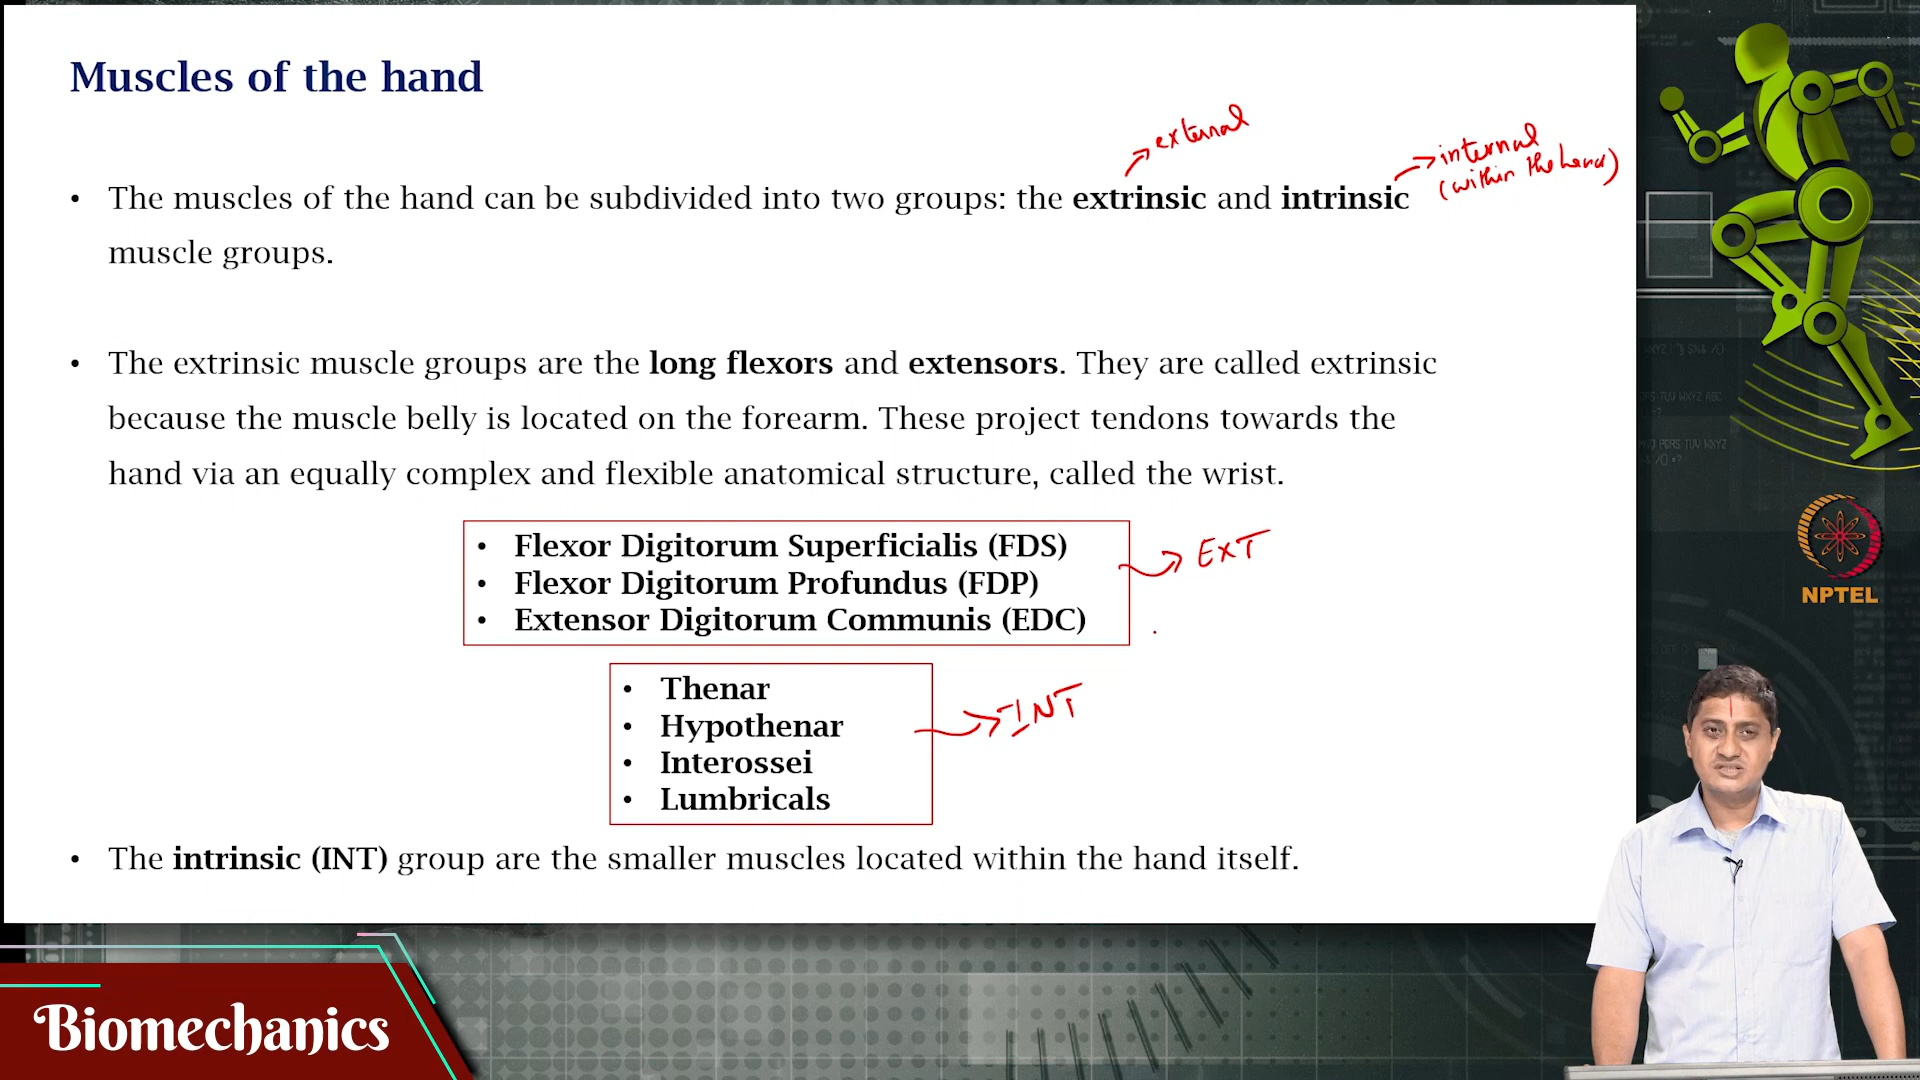 Muscles of the hand
external
internal
(within the hand)
• The muscles of the hand can be subdivided into two groups: the extrinsic and intrinsic
muscle groups.
• The extrinsic muscle groups are the long flexors and extensors. They are called extrinsic
because the muscle belly is located on the forearm. These project tendons towards the
hand via an equally complex and flexible anatomical structure, called the wrist.
• Flexor Digitorum Superficialis (FDS)
• Flexor Digitorum Profundus (FDP)
• Extensor Digitorum Communis (EDC)
EXT
• Thenar
• Hypothenar
• Interossei
• Lumbricals
INT
• The intrinsic (INT) group are the smaller muscles located within the hand itself.
NPTEL
Biomechanics